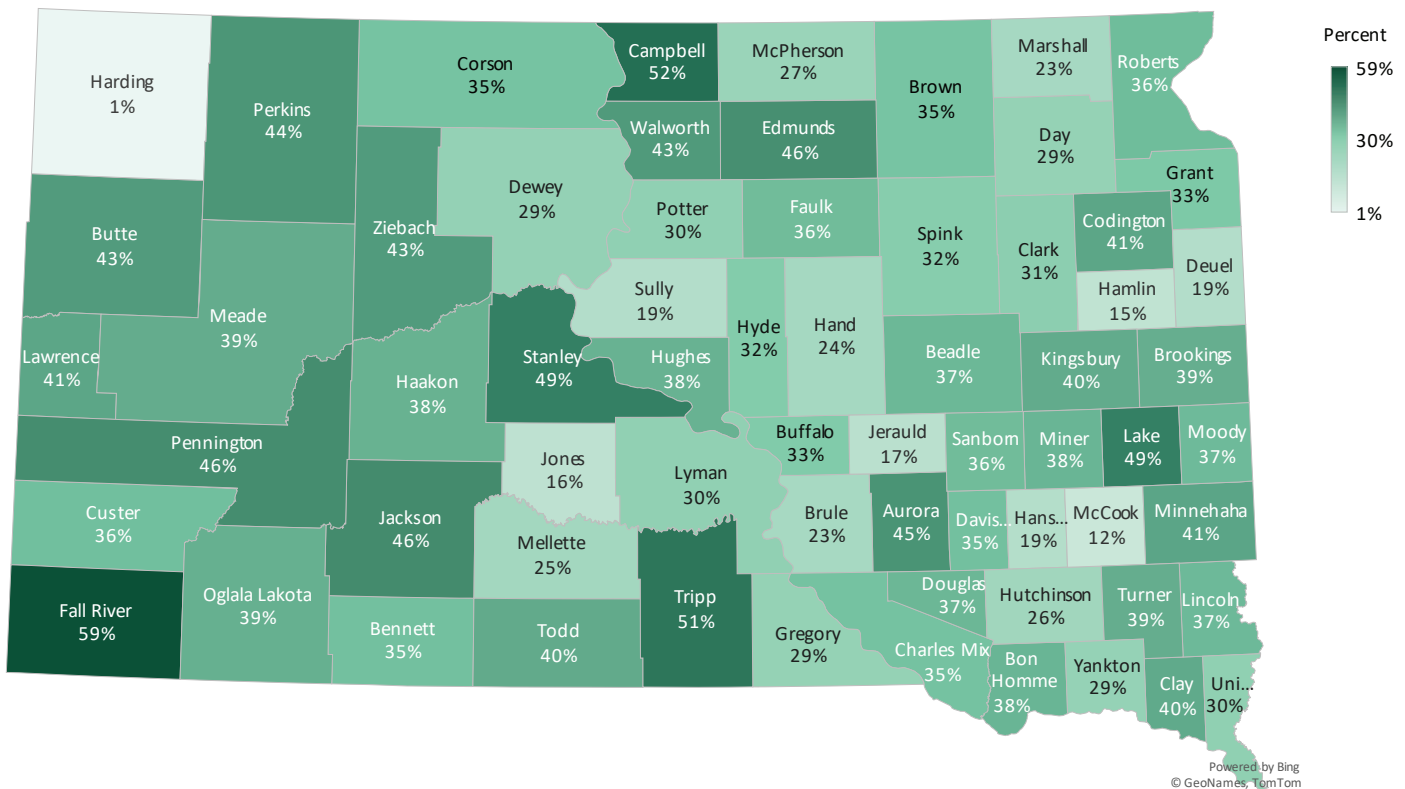 Percent
59%
30%
1%
Harding
1%
Perkins
44%
Corson
35%
Campbell
52%
McPherson
27%
Brown
35%
Marshall
23%
Roberts
36%
Walworth
43%
Edmunds
46%
Day
29%
Grant
33%
Butte
43%
Ziebach
43%
Dewey
29%
Potter
30%
Faulk
36%
Spink
32%
Clark
31%
Codington
41%
Deuel
19%
Hamlin
15%
Meade
39%
Sully
19%
Hyde
32%
Hand
24%
Lawrence
41%
Haakon
38%
Stanley
49%
Hughes
38%
Beadle
37%
Kingsbury
40%
Brookings
39%
Pennington
46%
Jones
16%
Lyman
30%
Buffalo
33%
Jerauld
17%
Sanborn
36%
Miner
38%
Lake
49%
Moody
37%
Custer
36%
Jackson
46%
Mellette
25%
Brule
23%
Aurora
45%
Davis...
35%
Hans...
19%
McCook
12%
Minnehaha
41%
Fall River
59%
Oglala Lakota
39%
Bennett
35%
Todd
40%
Tripp
51%
Gregory
29%
Charles Mix
35%
Douglas
37%
Hutchinson
26%
Turner
39%
Lincoln
37%
Bon
Homme
38%
Yankton
29%
Clay
40%
Uni...
30%
Powered by Bing
© GeoNames, TomTom